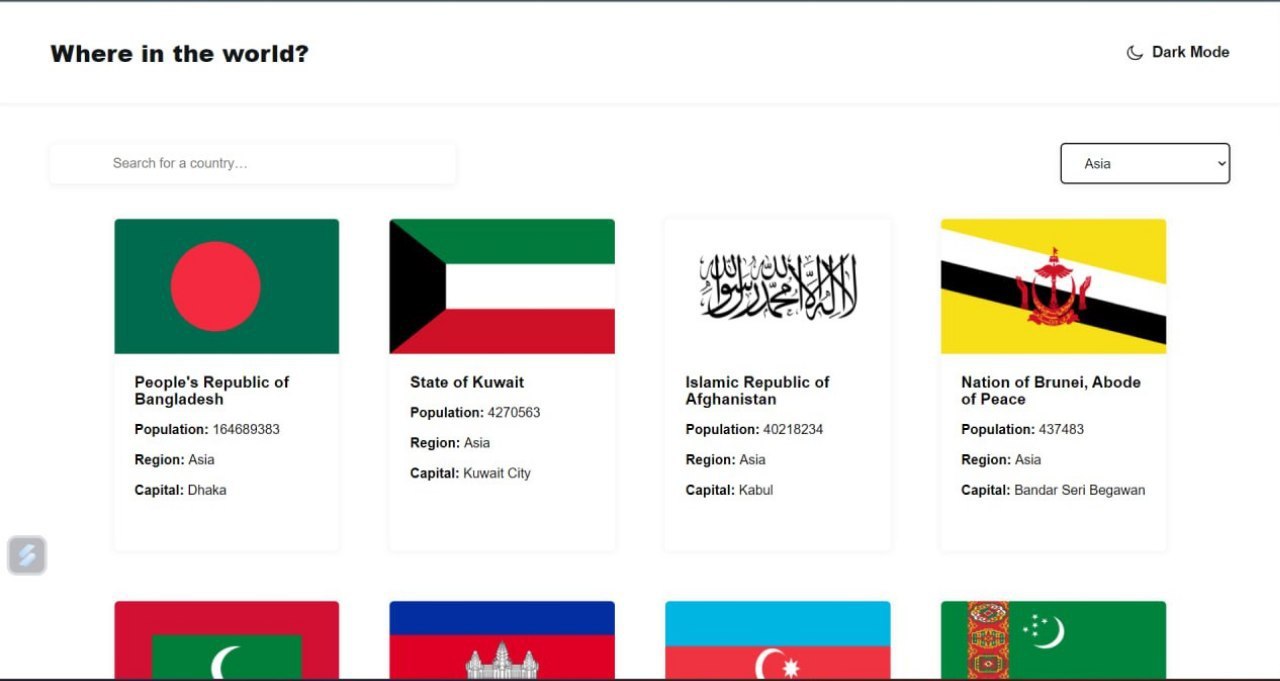 Where in the world?
Dark Mode
Search for a country...
Asia
لا إله إلا الله محمد رسول الله
People's Republic of
Bangladesh
Population: 164689383
Region: Asia
Capital: Dhaka
State of Kuwait
Population: 4270563
Region: Asia
Capital: Kuwait City
Islamic Republic of
Afghanistan
Population: 40218234
Region: Asia
Capital: Kabul
Nation of Brunei, Abode
of Peace
Population: 437483
Region: Asia
Capital: Bandar Seri Begawan